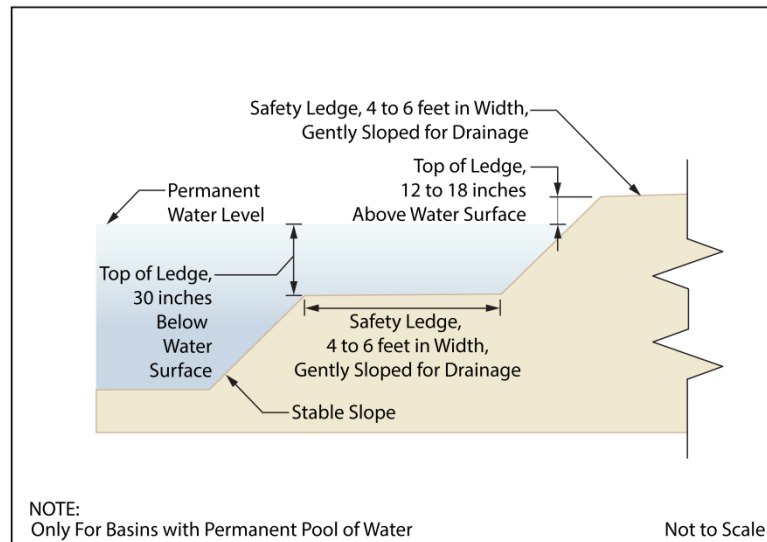 Safety Ledge, 4 to 6 feet in Width,
Gently Sloped for Drainage
Top of Ledge,
12 to 18 inches
Above Water Surface
Permanent
Water Level
Top of Ledge,
30 inches
Below
Water
Surface
Safety Ledge,
4 to 6 feet in Width,
Gently Sloped for Drainage
Stable Slope
NOTE:
Only For Basins with Permanent Pool of Water
Not to Scale